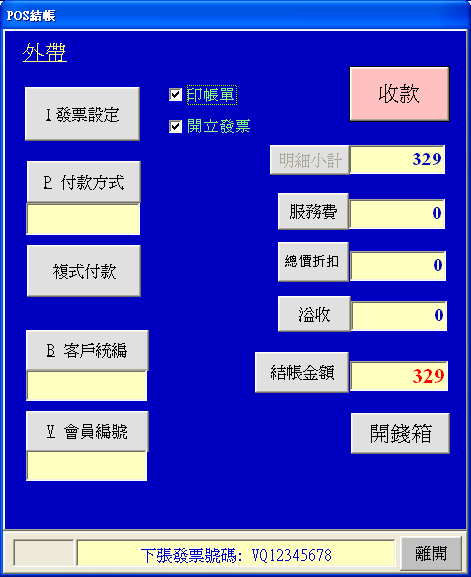 POS結帳
外帶
I 發票設定
印帳單
收款
開立發票
明細小計 329
P 付款方式
服務費 0
複式付款
總價折扣 0
溢收 0
B 客戶統編
結帳金額 329
V 會員編號
開錢箱
下張發票號碼: VQ12345678
離開